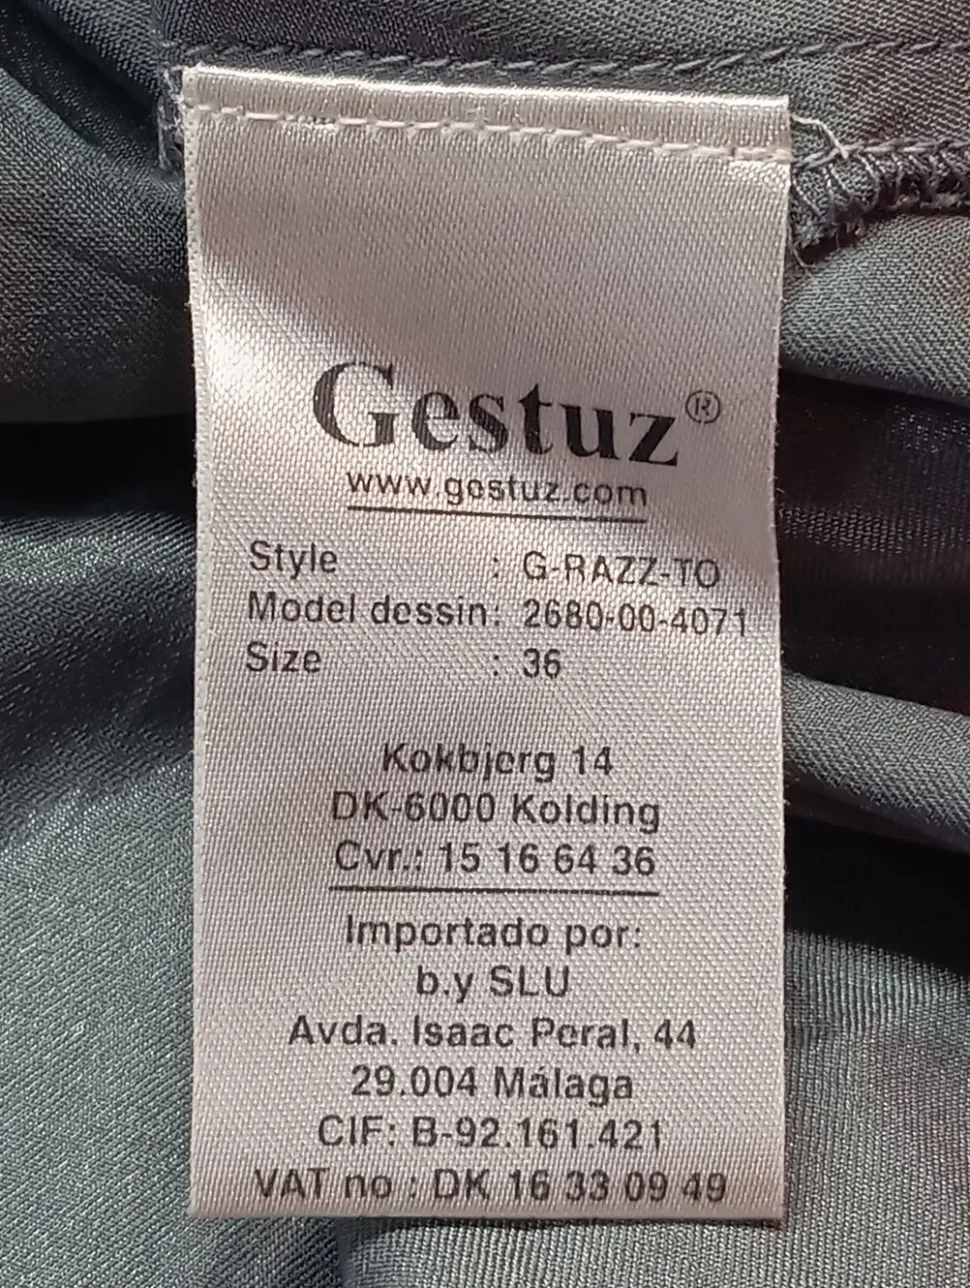 Gestuz®
www.gestuz.com
Style : G-RAZZ-TO
Model dessin: 2680-00-4071
Size : 36
Kokbjerg 14
DK-6000 Kolding
Cvr.: 15 16 64 36
Importado por:
b.y SLU
Avda. Isaac Peral, 44
29.004 Málaga
CIF: B-92.161.421
VAT no : DK 16 33 09 49